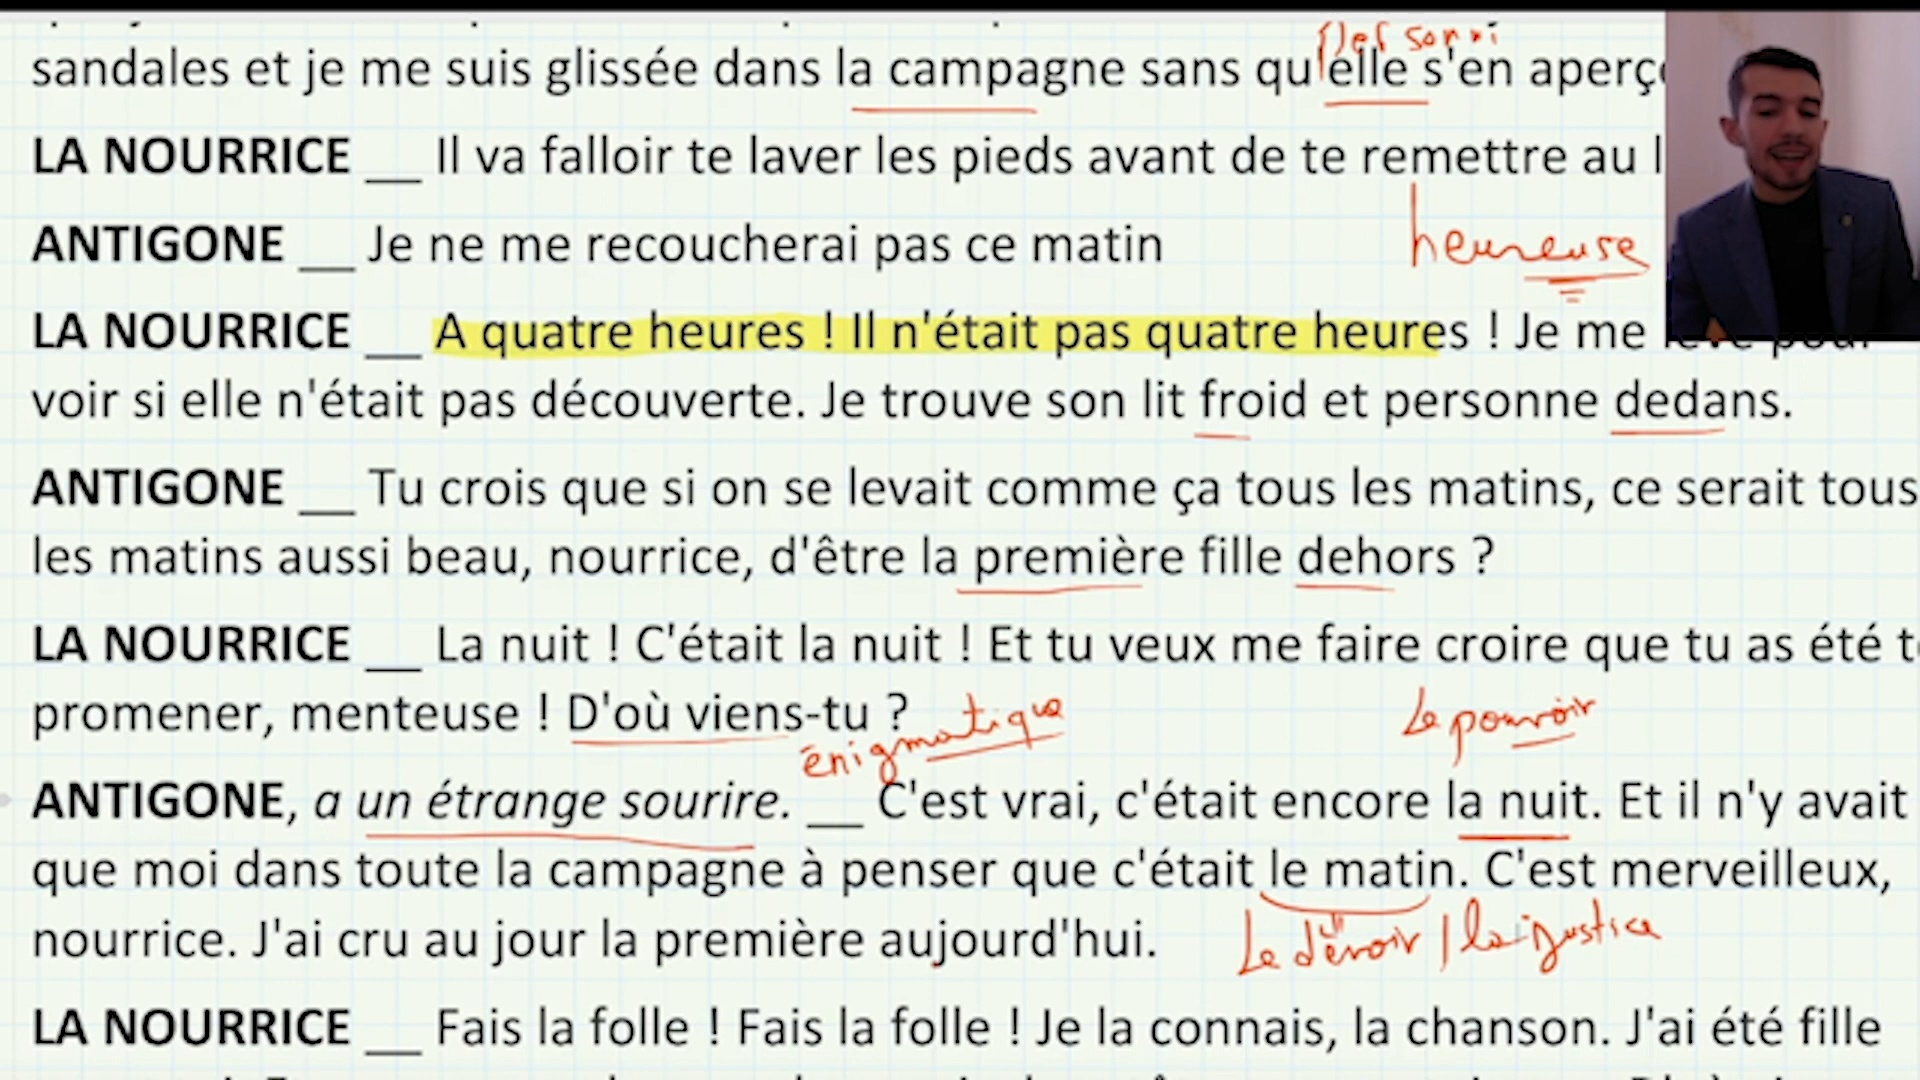 sandales et je me suis glissée dans la campagne sans qu'elle s'en aperç
LA NOURRICE __ Il va falloir te laver les pieds avant de te remettre au l
heureuse
ANTIGONE __ Je ne me recoucherai pas ce matin
LA NOURRICE __ A quatre heures ! Il n'était pas quatre heures ! Je me lève pour
voir si elle n'était pas découverte. Je trouve son lit froid et personne dedans.
ANTIGONE __ Tu crois que si on se levait comme ça tous les matins, ce serait tous
les matins aussi beau, nourrice, d'être la première fille dehors ?
LA NOURRICE __ La nuit ! C'était la nuit ! Et tu veux me faire croire que tu as été t
promener, menteuse ! D'où viens-tu ?
énigmatique
Le pouvoir
ANTIGONE, a un étrange sourire. __ C'est vrai, c'était encore la nuit. Et il n'y avait
que moi dans toute la campagne à penser que c'était le matin. C'est merveilleux,
nourrice. J'ai cru au jour la première aujourd'hui.
Le devoir / la justice
LA NOURRICE __ Fais la folle ! Fais la folle ! Je la connais, la chanson. J'ai été fille